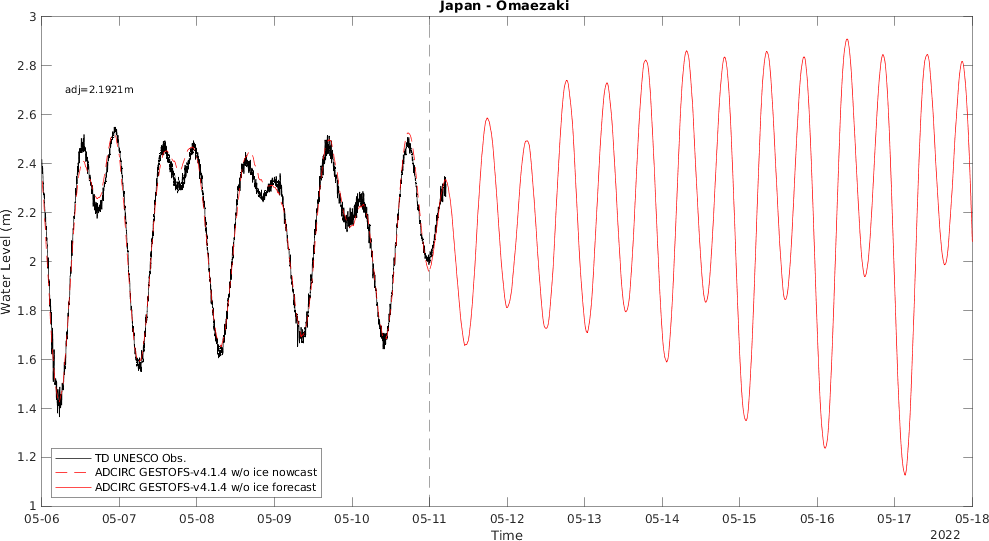 Japan - Omaezaki
3
2.8
2.6
2.4
2.2
2
1.8
1.6
1.4
1.2
1
Water Level (m)
adj=2.1921m
TD UNESCO Obs.
ADCIRC GESTOFS-v4.1.4 w/o ice nowcast
ADCIRC GESTOFS-v4.1.4 w/o ice forecast
05-06 05-07 05-08 05-09 05-10 05-11 05-12 05-13 05-14 05-15 05-16 05-17 05-18
Time
2022